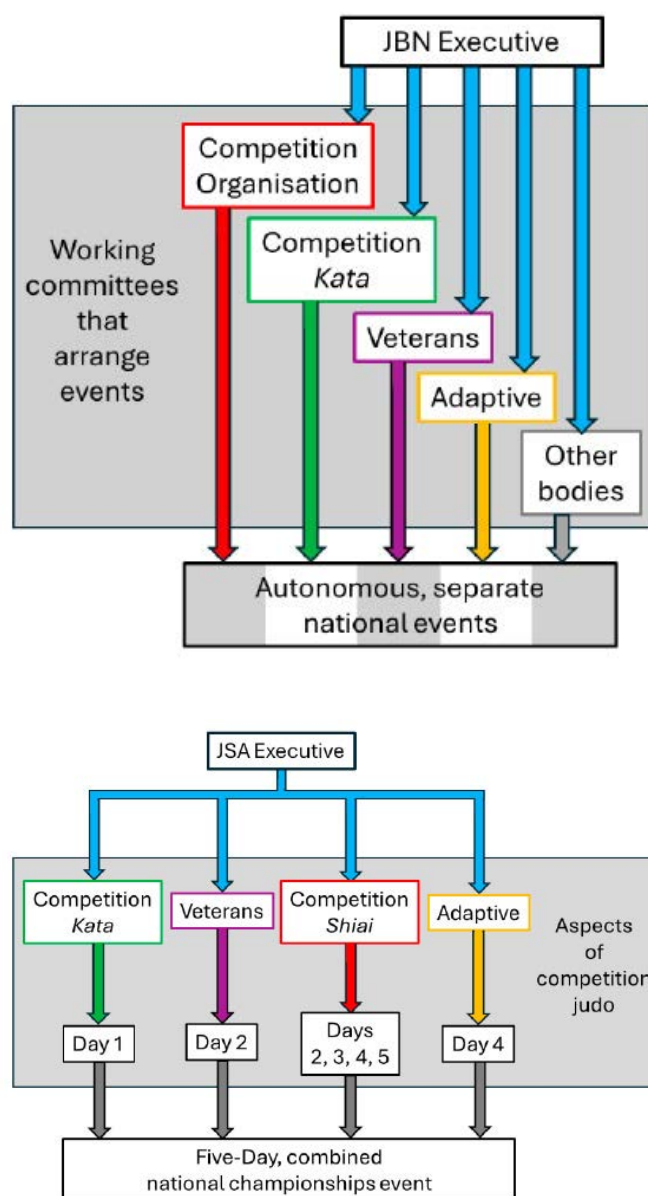 JBN Executive
Competition
Organisation
Competition
Kata
Working
committees
that
arrange
events
Veterans
Adaptive
Other
bodies
Autonomous, separate
national events
JSA Executive
Competition
Kata
Veterans
Competition
Shiai
Adaptive
Aspects
of
competition
judo
Day 1
Day 2
Days
2, 3, 4, 5
Day 4
Five-Day, combined
national championships event